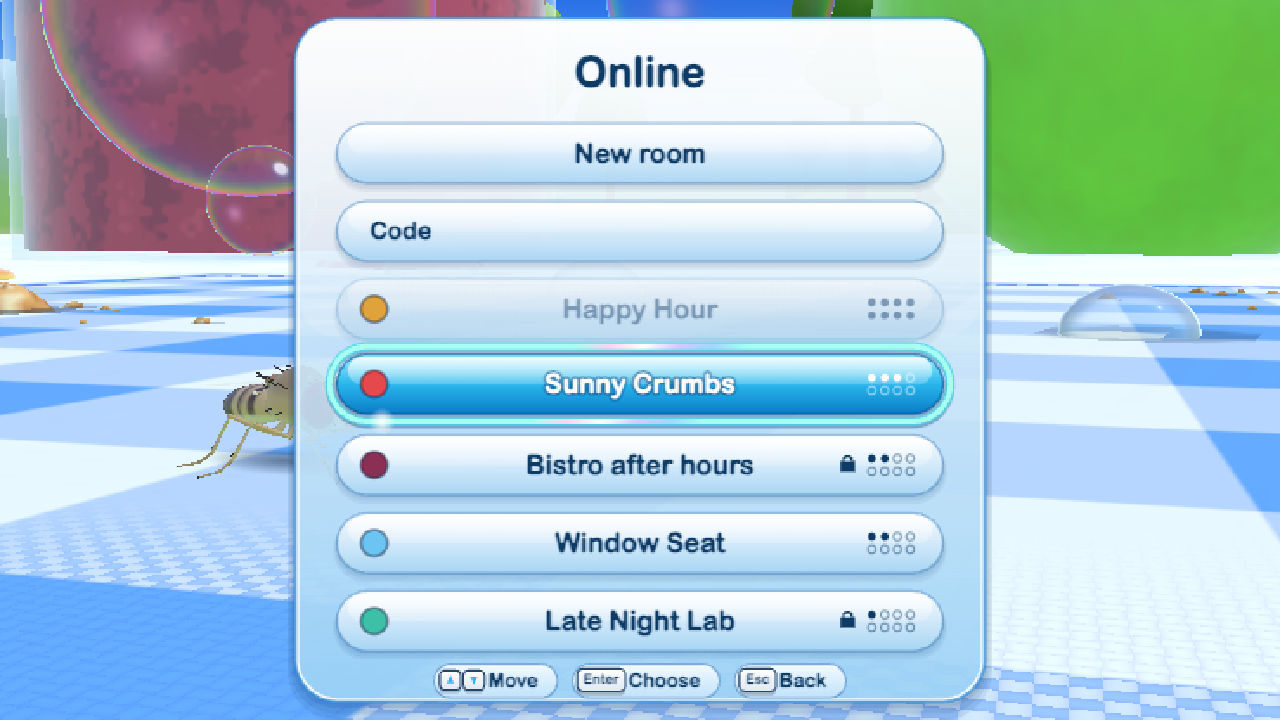 Online
New room
Code
Happy Hour
Sunny Crumbs
Bistro after hours
Window Seat
Late Night Lab
Move Enter Choose Esc Back